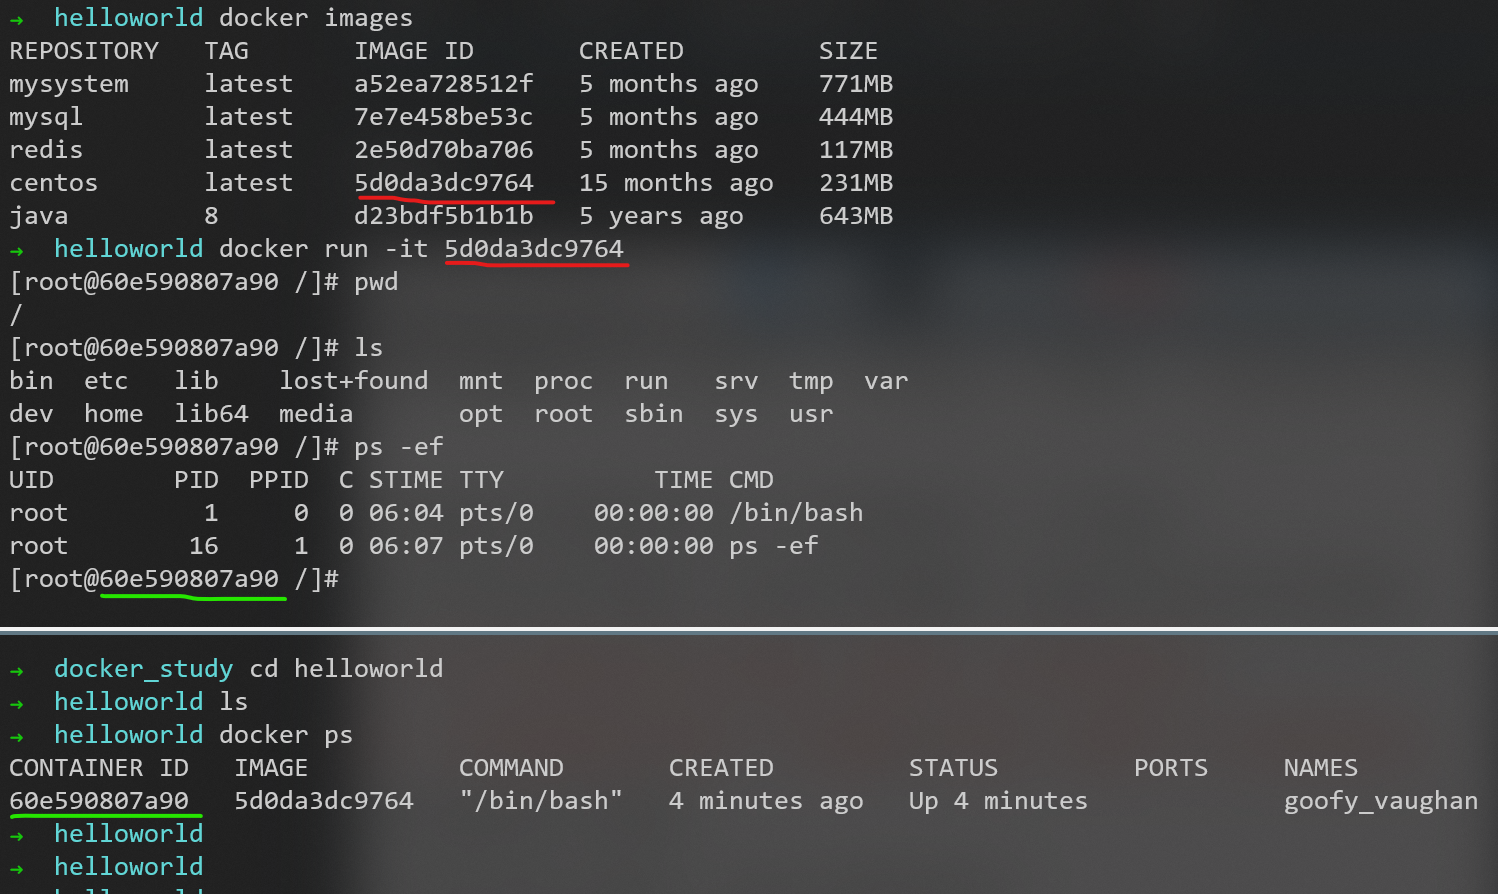 → helloworld docker images
REPOSITORY TAG IMAGE ID CREATED SIZE
mysystem latest a52ea728512f 5 months ago 771MB
mysql latest 7e7e458be53c 5 months ago 444MB
redis latest 2e50d70ba706 5 months ago 117MB
centos latest 5d0da3dc9764 15 months ago 231MB
java 8 d23bdf5b1b1b 5 years ago 643MB
→ helloworld docker run -it 5d0da3dc9764
[root@60e590807a90 /]# pwd
/
[root@60e590807a90 /]# ls
bin etc lib lost+found mnt proc run srv tmp var
dev home lib64 media opt root sbin sys usr
[root@60e590807a90 /]# ps -ef
UID PID PPID C STIME TTY TIME CMD
root 1 0 0 06:04 pts/0 00:00:00 /bin/bash
root 16 1 0 06:07 pts/0 00:00:00 ps -ef
[root@60e590807a90 /]#
→ docker_study cd helloworld
→ helloworld ls
→ helloworld docker ps
CONTAINER ID IMAGE COMMAND CREATED STATUS PORTS NAMES
60e590807a90 5d0da3dc9764 "/bin/bash" 4 minutes ago Up 4 minutes goofy_vaughan
→ helloworld
→ helloworld